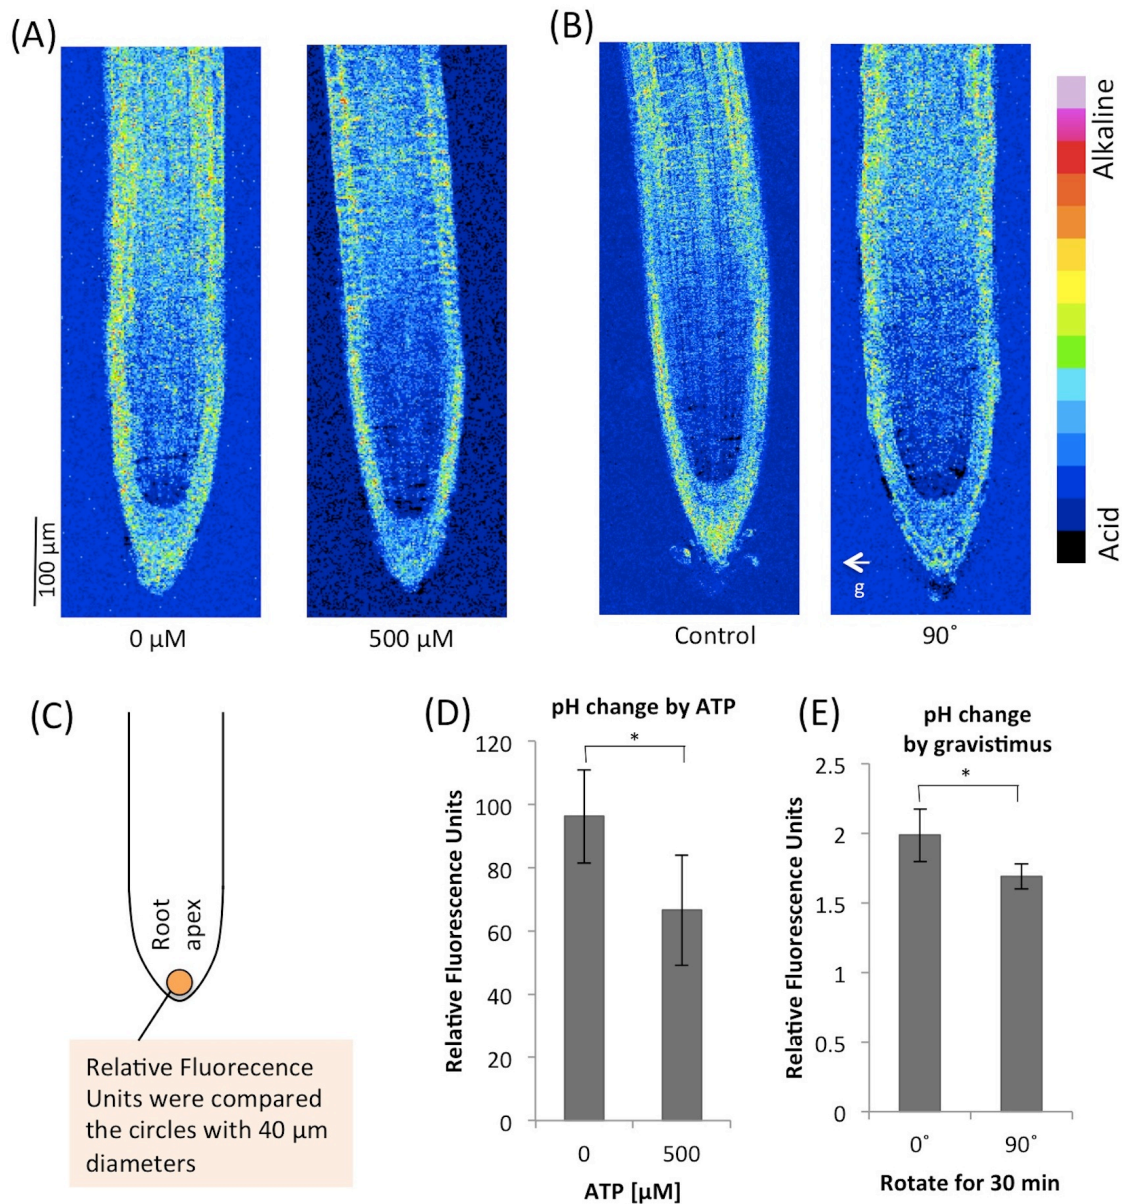 (A)
(B)
Alkaline
Acid
100 µm
g
0 µM
500 µM
Control
90˚
(C)
Root
apex
Relative Fluorecence
Units were compared
the circles with 40 µm
diameters
(D)
pH change by ATP
*
Relative Fluorescence Units
120
100
80
60
40
20
0
0
500
ATP [µM]
(E)
pH change
by gravistimus
*
Relative Fluorescence Units
2.5
2
1.5
1
0.5
0
0˚
90˚
Rotate for 30 min